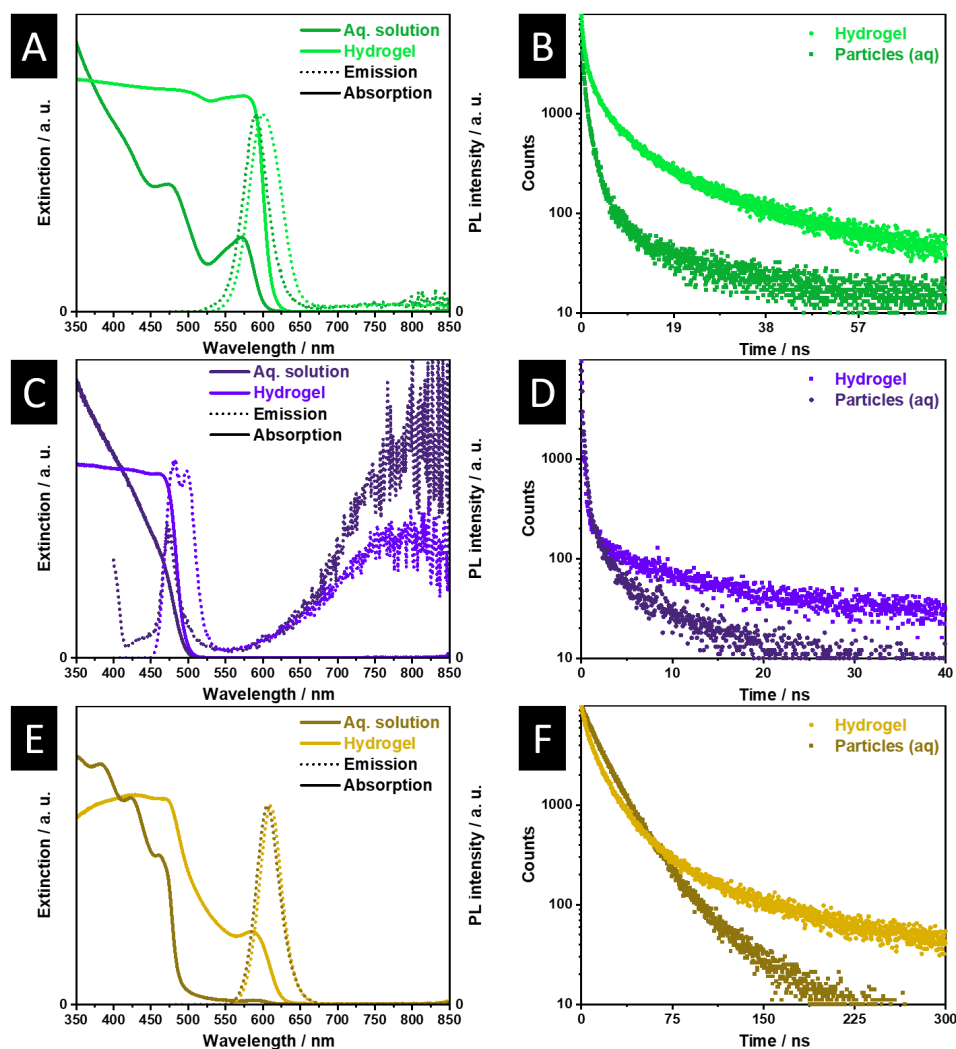 A
Aq. solution
Hydrogel
Emission
Absorption
Extinction / a. u.
PL intensity / a. u.
0
0
350 400 450 500 550 600 650 700 750 800 850
Wavelength / nm
B
Hydrogel
Particles (aq)
Counts
1000
100
10
0 19 38 57
Time / ns
C
Aq. solution
Hydrogel
Emission
Absorption
Extinction / a. u.
PL intensity / a. u.
0
0
350 400 450 500 550 600 650 700 750 800 850
Wavelength / nm
D
Hydrogel
Particles (aq)
Counts
1000
100
10
0 10 20 30 40
Time / ns
E
Aq. solution
Hydrogel
Emission
Absorption
Extinction / a. u.
PL intensity / a. u.
0
0
350 400 450 500 550 600 650 700 750 800 850
Wavelength / nm
F
Hydrogel
Particles (aq)
Counts
1000
100
10
0 75 150 225 300
Time / ns